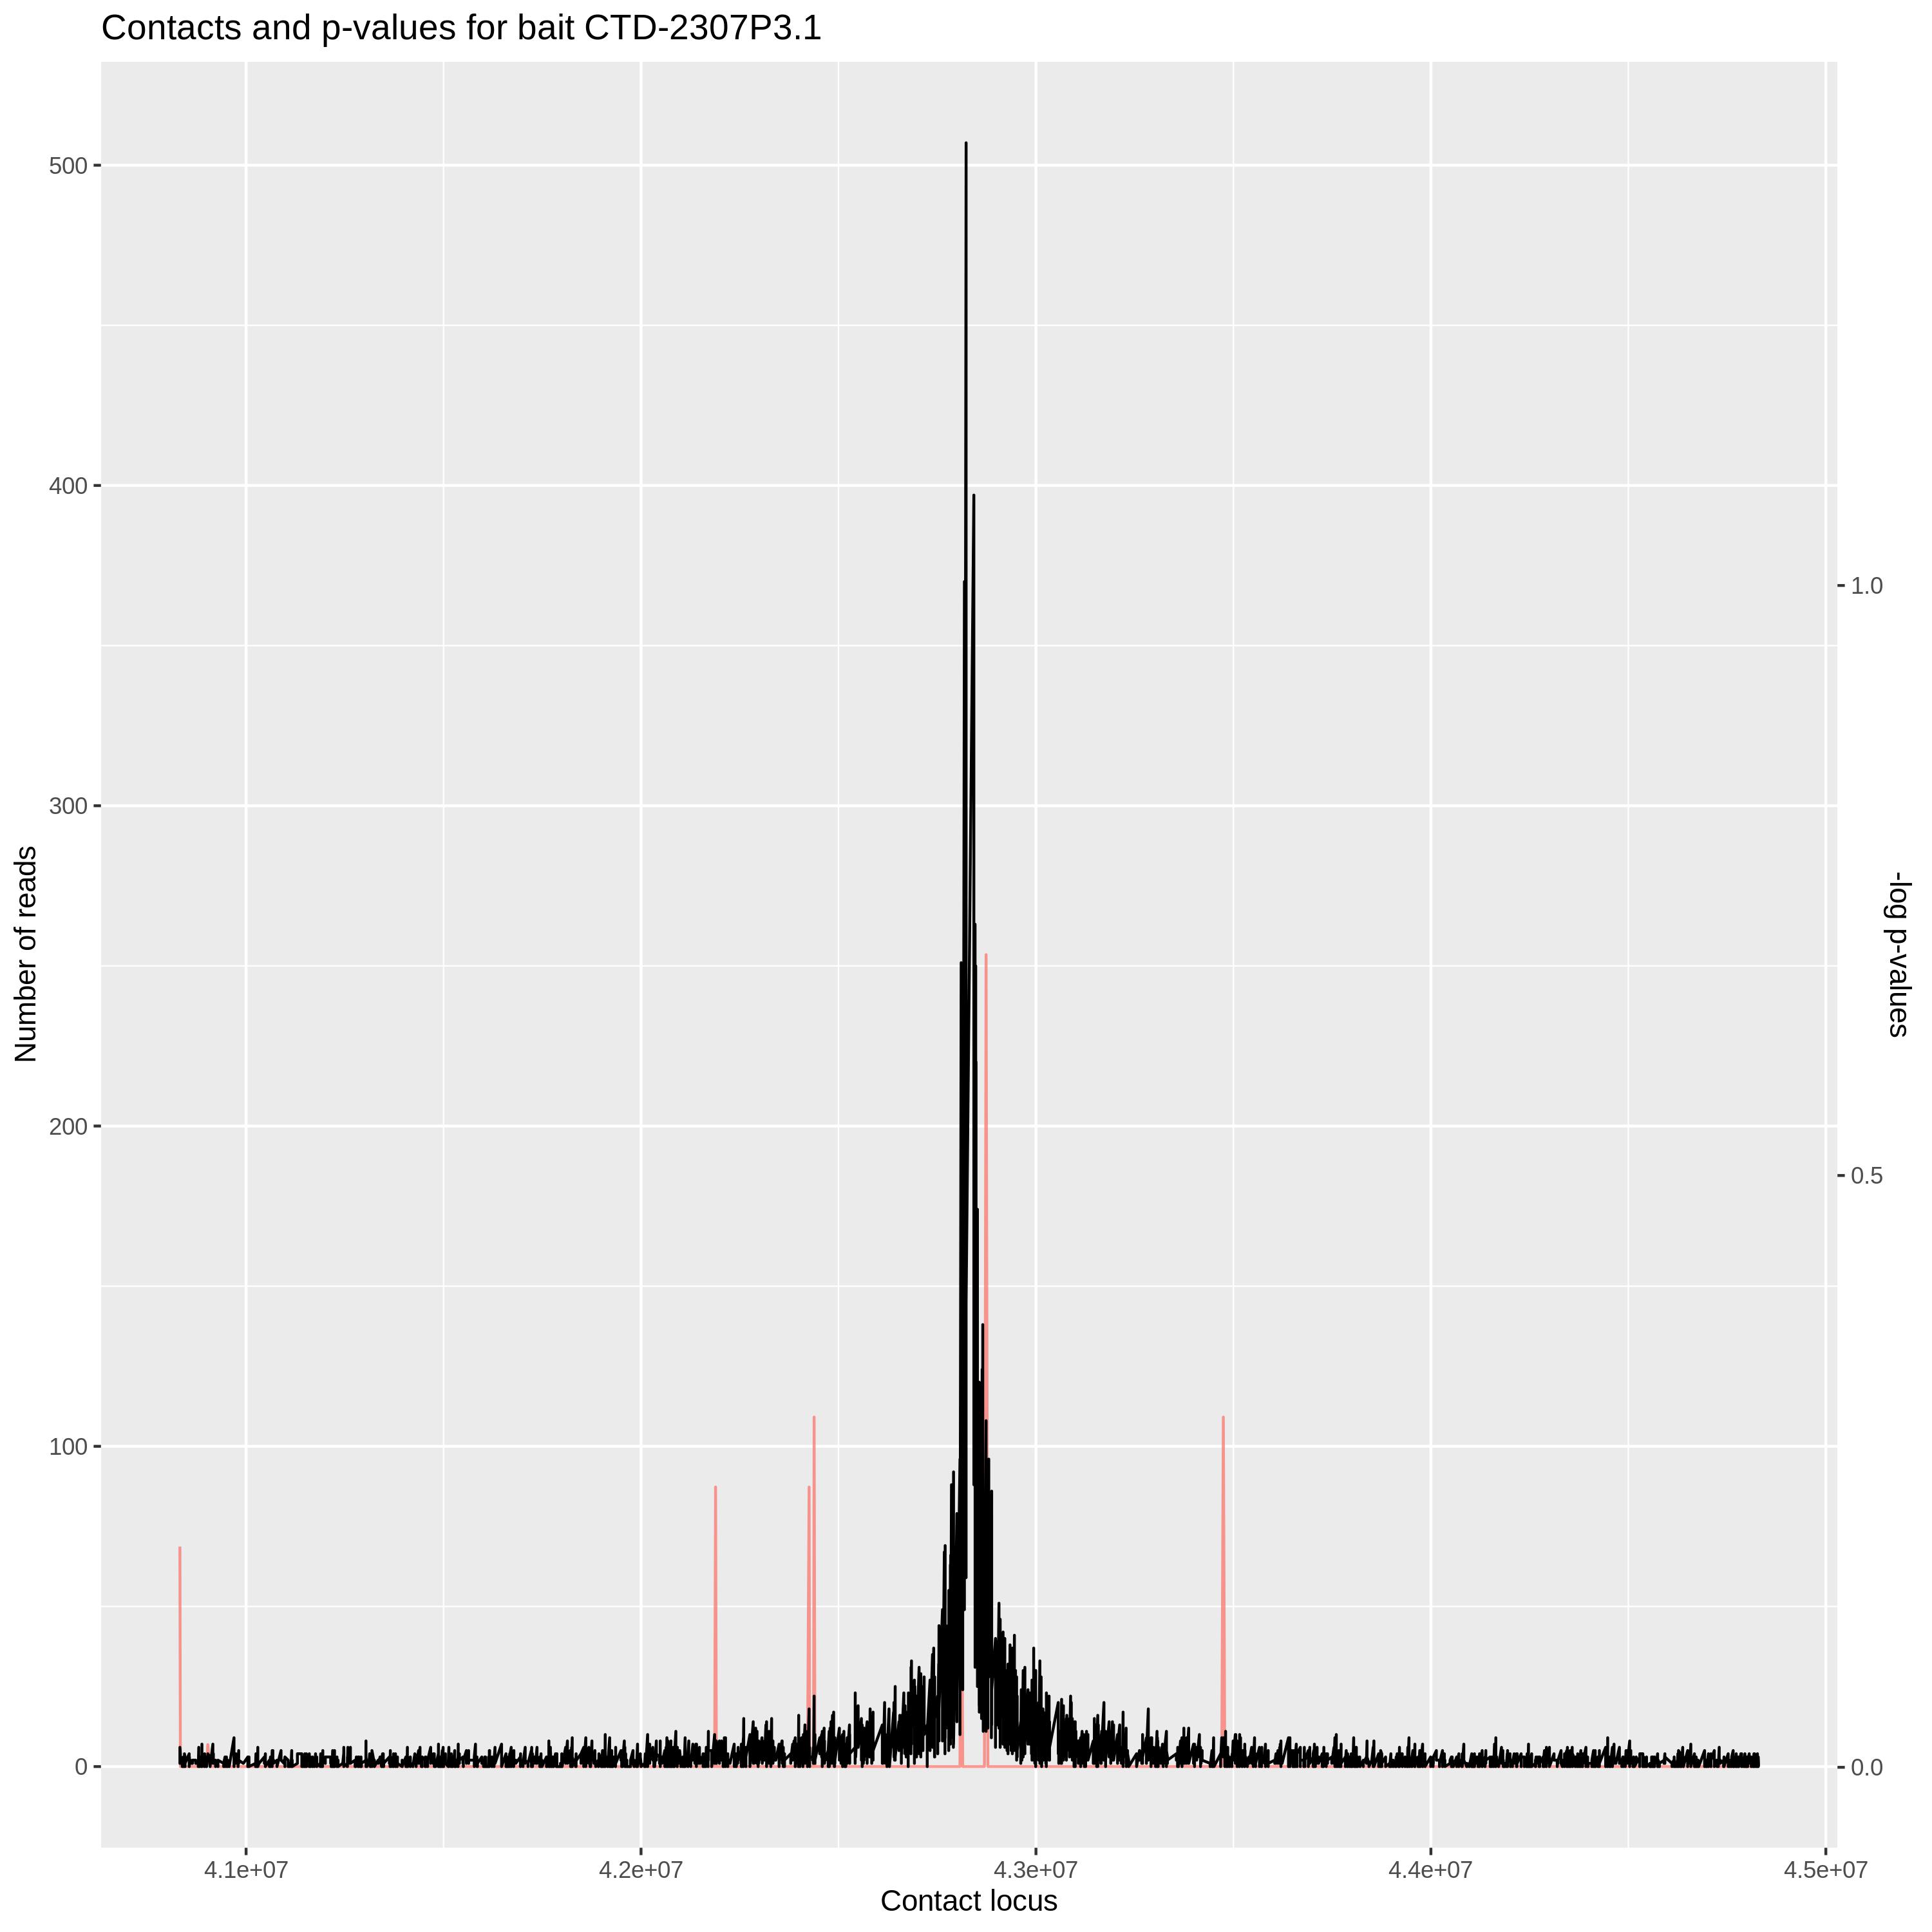 Contacts and p-values for bait CTD-2307P3.1
500
400
300
200
100
0
Number of reads
1.0
0.5
0.0
-log p-values
4.1e+07
4.2e+07
4.3e+07
4.4e+07
4.5e+07
Contact locus